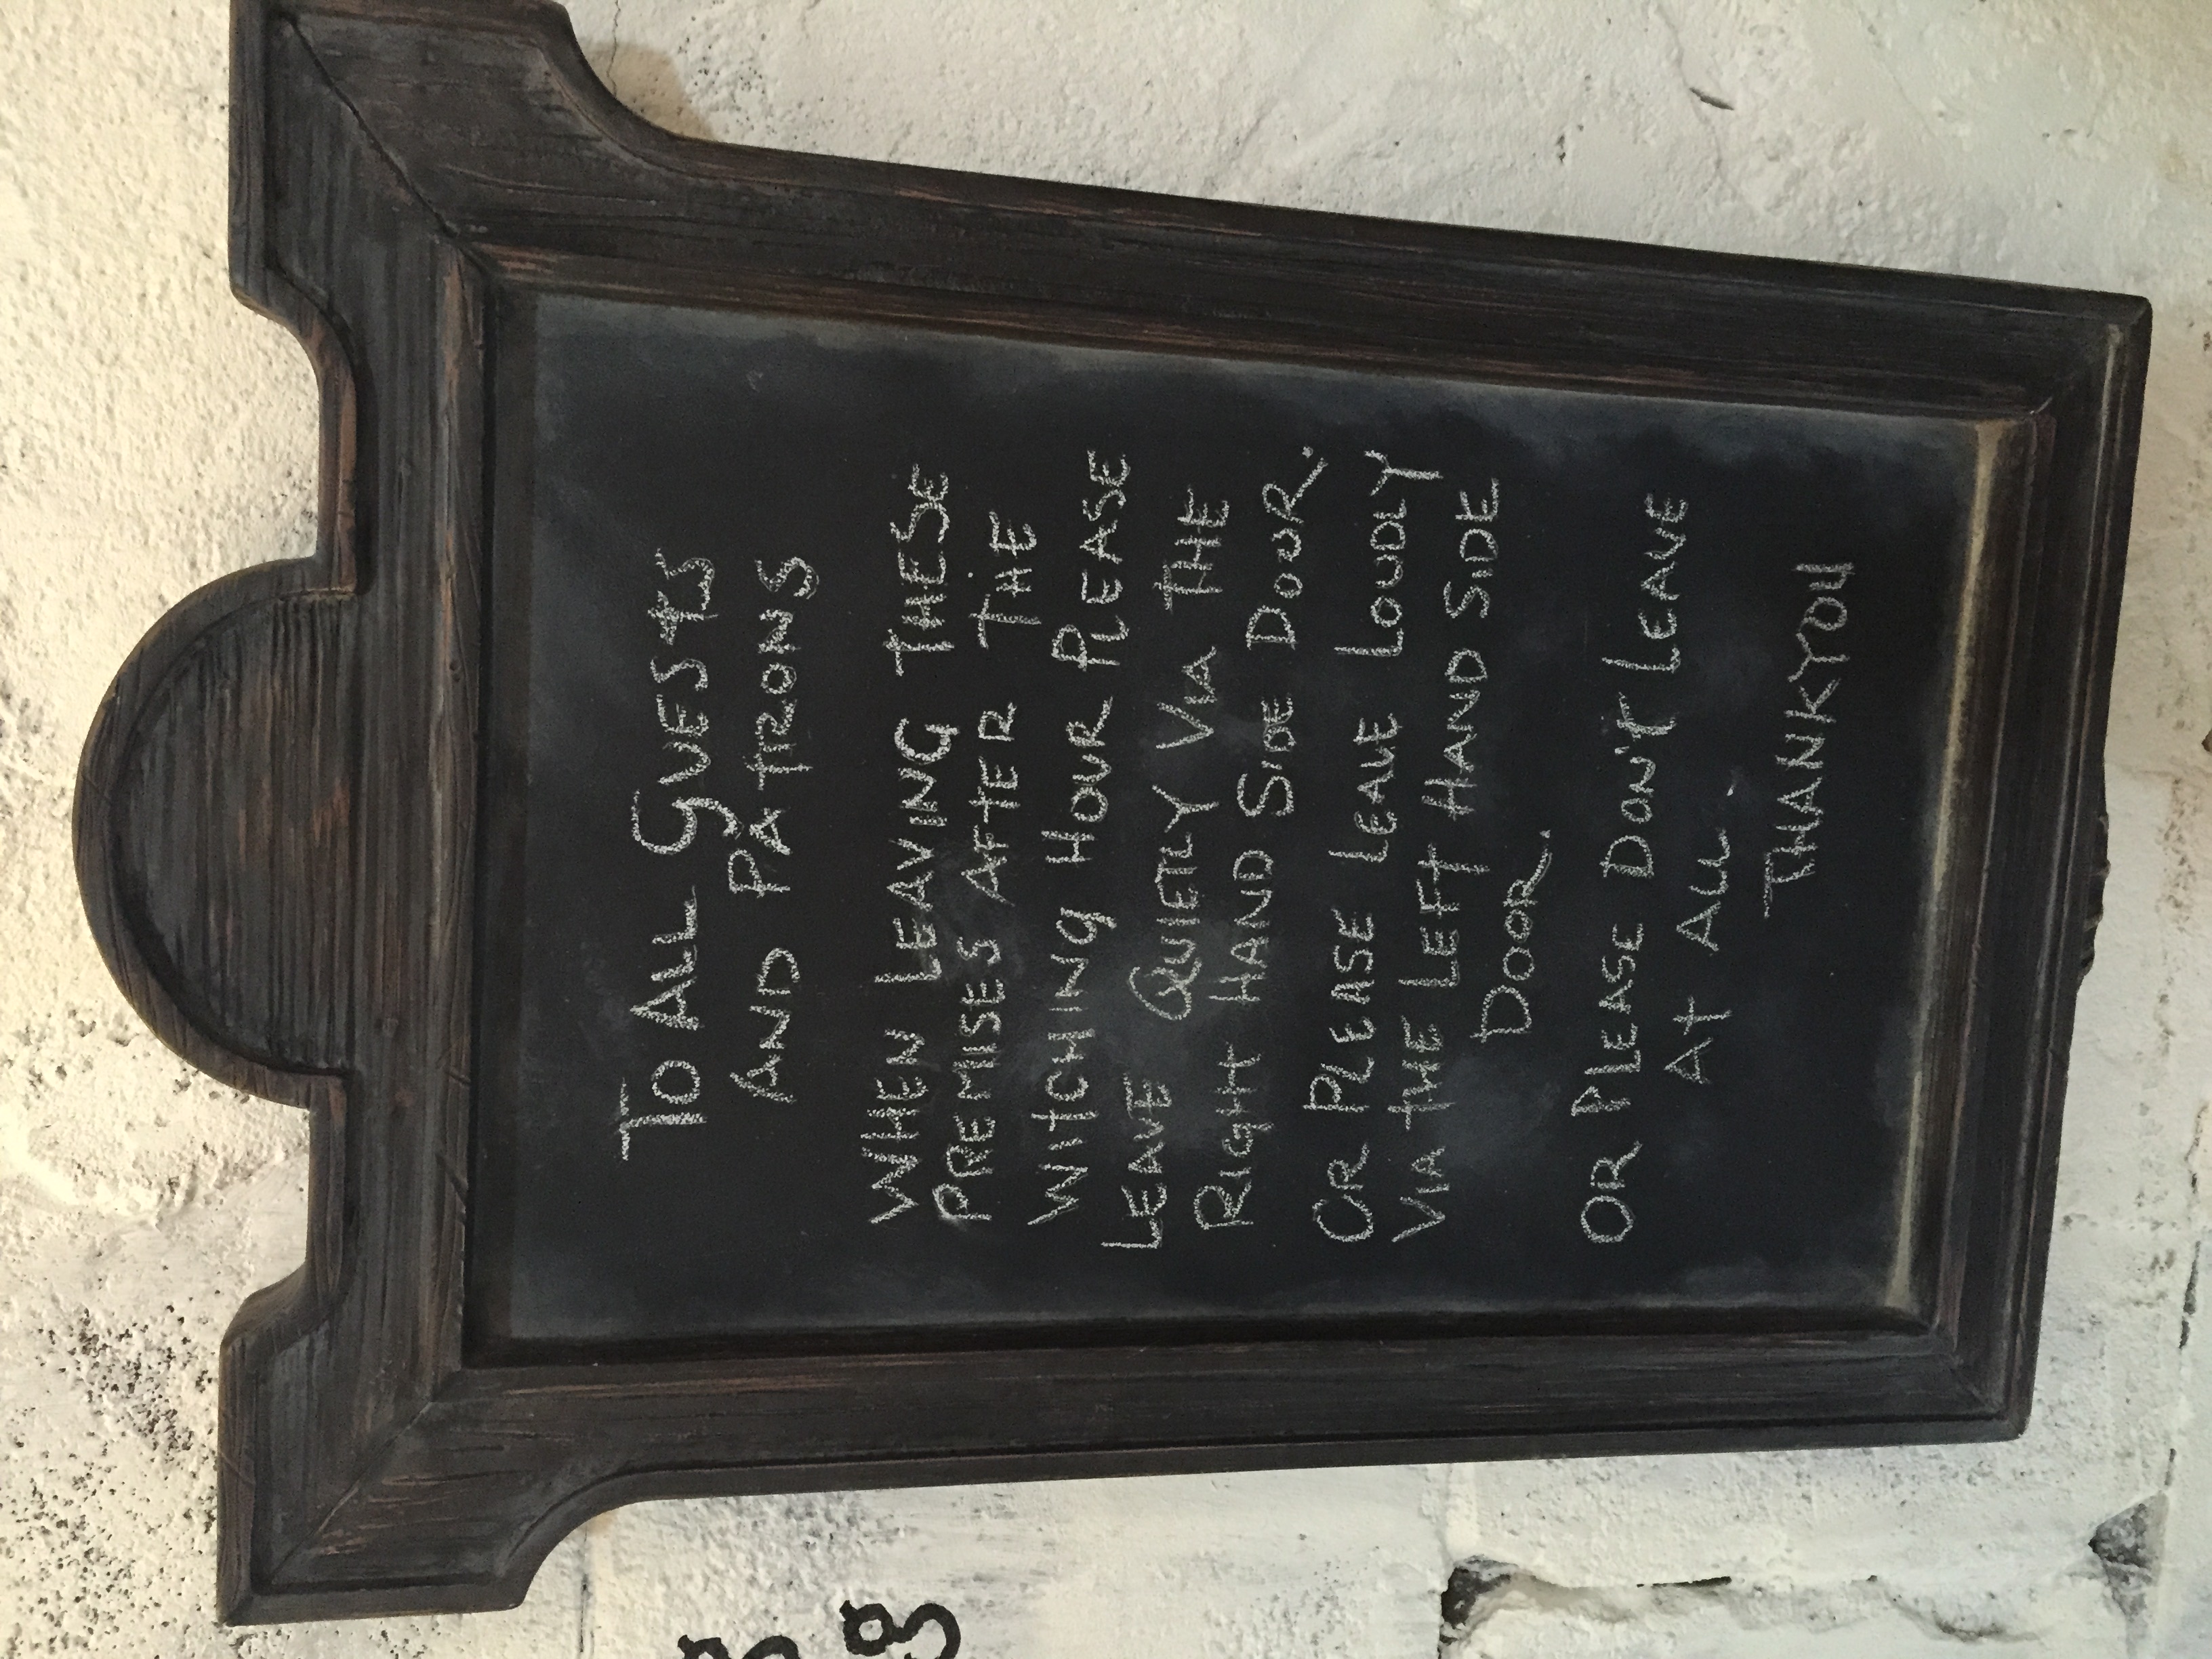 TO ALL GUESTS
AND PATRONS
WHEN LEAVING THESE
PREMISES AFTER THE
WITCHING HOUR PLEASE
LEAVE QUIETLY VIA THE
RIGHT HAND SIDE DOOR.
OR PLEASE LEAVE LOUDLY
VIA THE LEFT HAND SIDE
DOOR.
OR PLEASE DON'T LEAVE
AT ALL.
THANKYOU